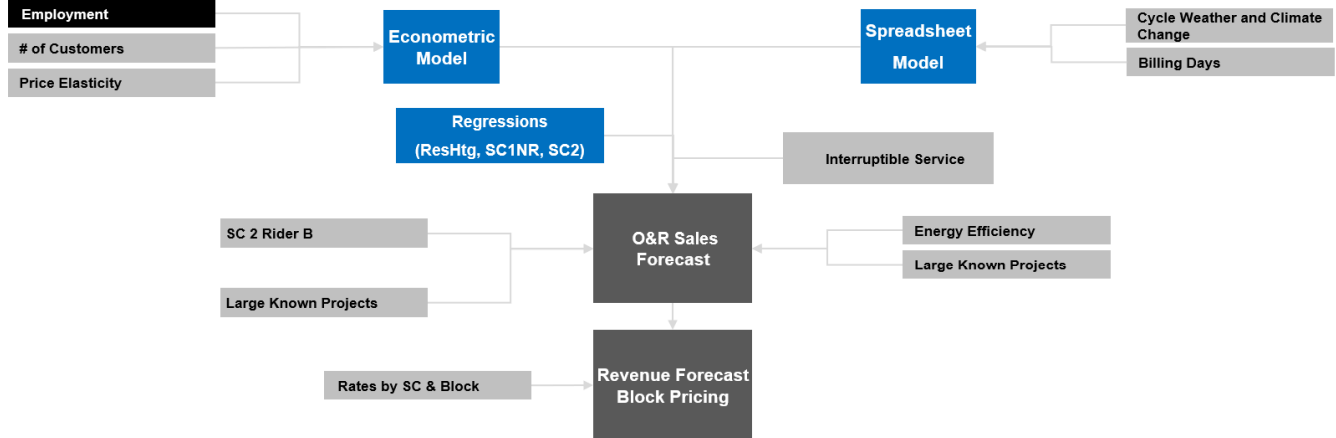 Employment
# of Customers
Price Elasticity
Econometric
Model
Spreadsheet
Model
Cycle Weather and Climate
Change
Billing Days
Regressions
(ResHtg, SC1NR, SC2)
Interruptible Service
SC 2 Rider B
Large Known Projects
O&R Sales
Forecast
Energy Efficiency
Large Known Projects
Rates by SC & Block
Revenue Forecast
Block Pricing